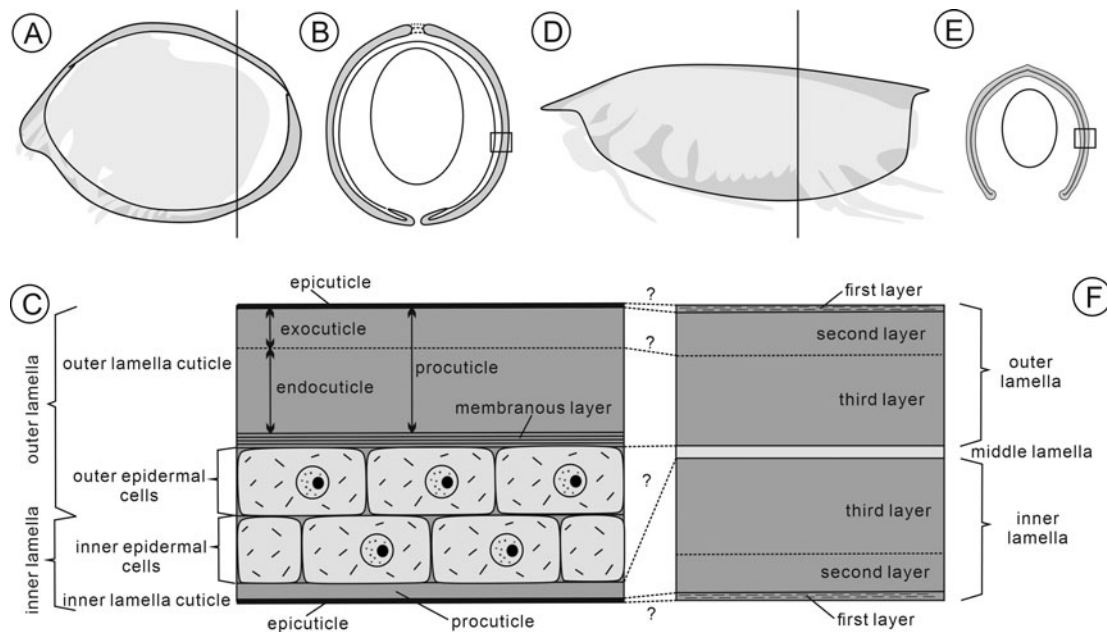 A
B
D
E
C
F
epicuticle
?
first layer
exocuticle
second layer
outer lamella cuticle
?
procuticle
outer
lamella
endocuticle
third layer
outer lamella
membranous layer
middle lamella
outer epidermal
cells
?
third layer
inner
lamella
inner epidermal
cells
inner lamella
second layer
inner lamella cuticle
?
first layer
epicuticle
procuticle